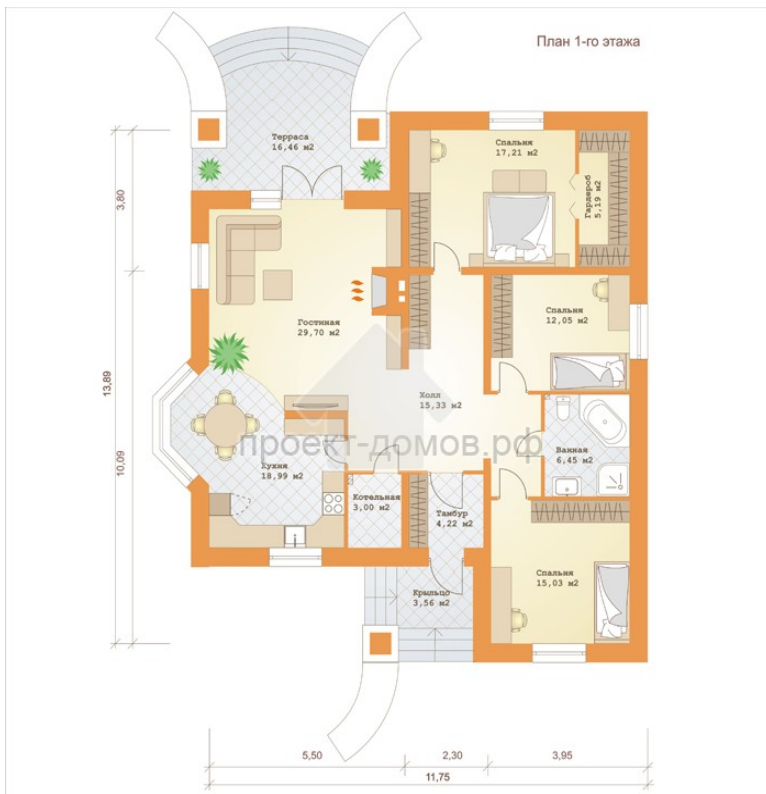 План 1-го этажа
Терраса
16,46 м2
Спальня
17,21 м2
Гардероб
5,19 м2
3,80
Гостиная
29,70 м2
Спальня
12,05 м2
13,89
Холл
15,33 м2
проект-домов.рф
Кухня
18,99 м2
Ванная
6,45 м2
10,09
Котельная
3,00 м2
Тамбур
4,22 м2
Спальня
15,03 м2
Крыльцо
3,56 м2
5,50
2,30
3,95
11,75